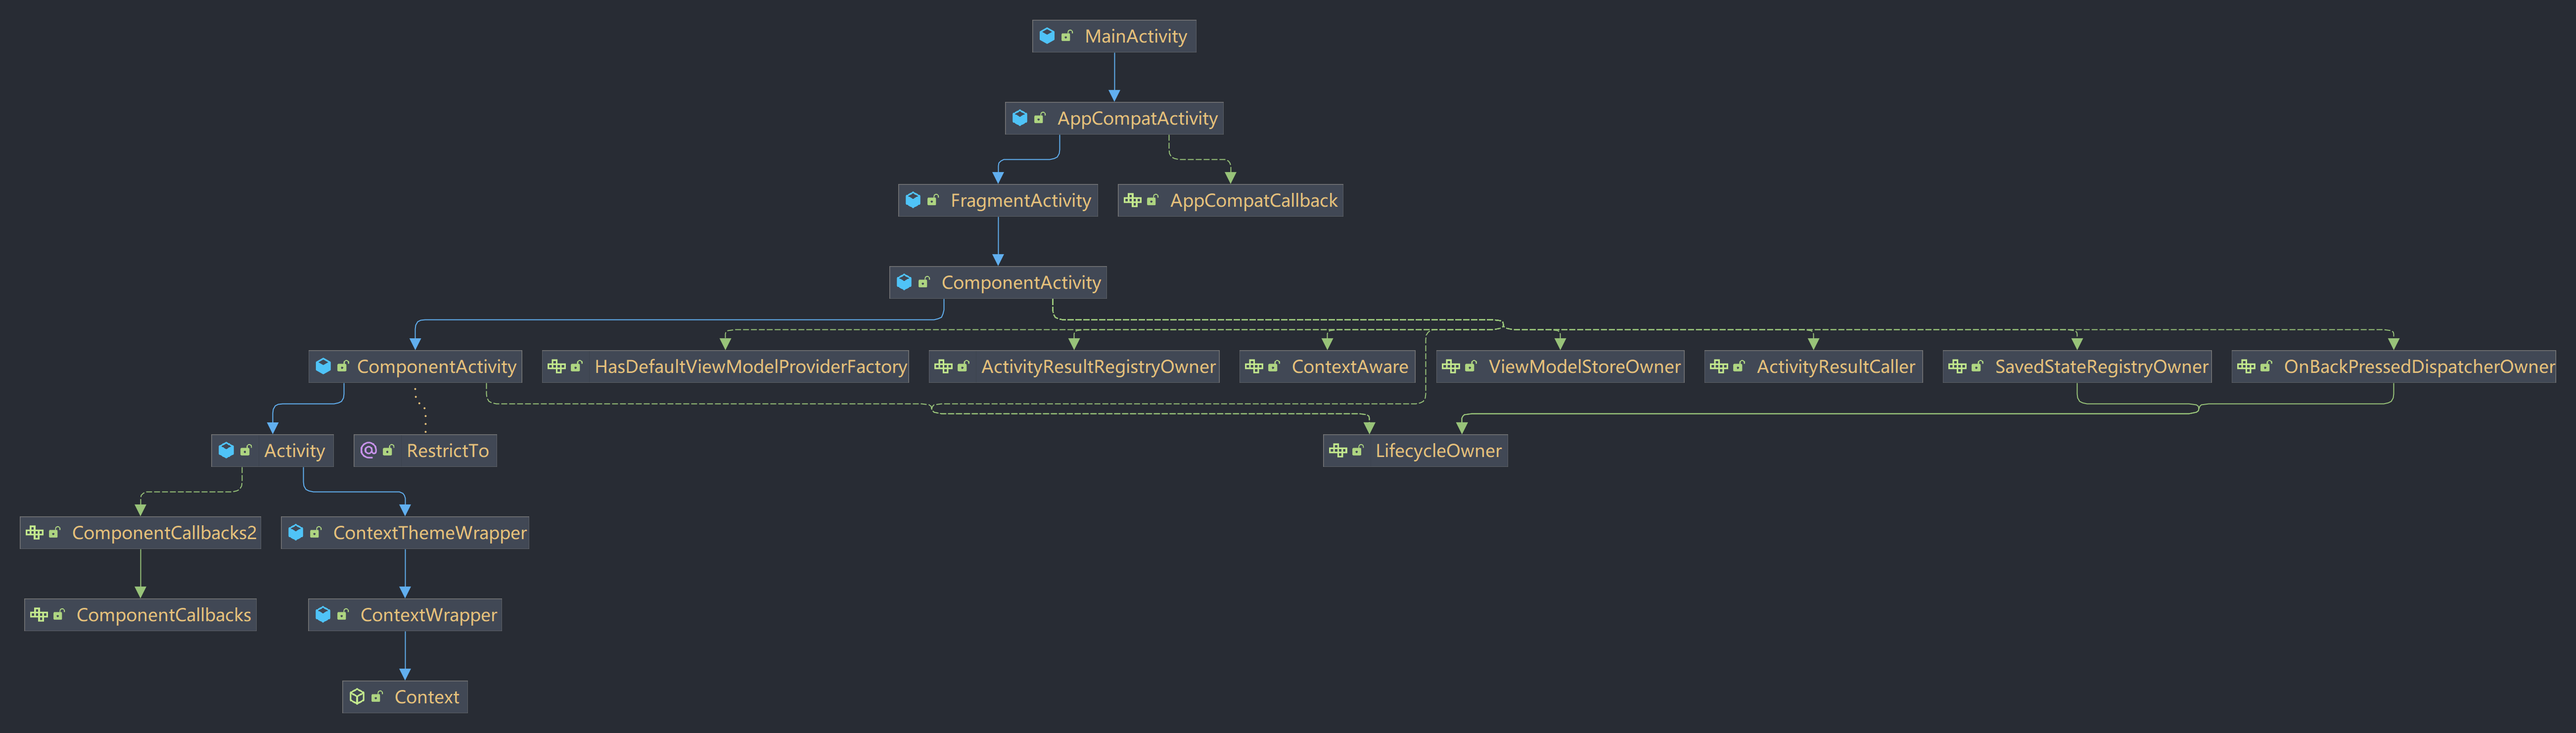 MainActivity
AppCompatActivity
FragmentActivity
AppCompatCallback
ComponentActivity
ComponentActivity
HasDefaultViewModelProviderFactory
ActivityResultRegistryOwner
ContextAware
ViewModelStoreOwner
ActivityResultCaller
SavedStateRegistryOwner
OnBackPressedDispatcherOwner
Activity
RestrictTo
LifecycleOwner
ComponentCallbacks2
ContextThemeWrapper
ComponentCallbacks
ContextWrapper
Context